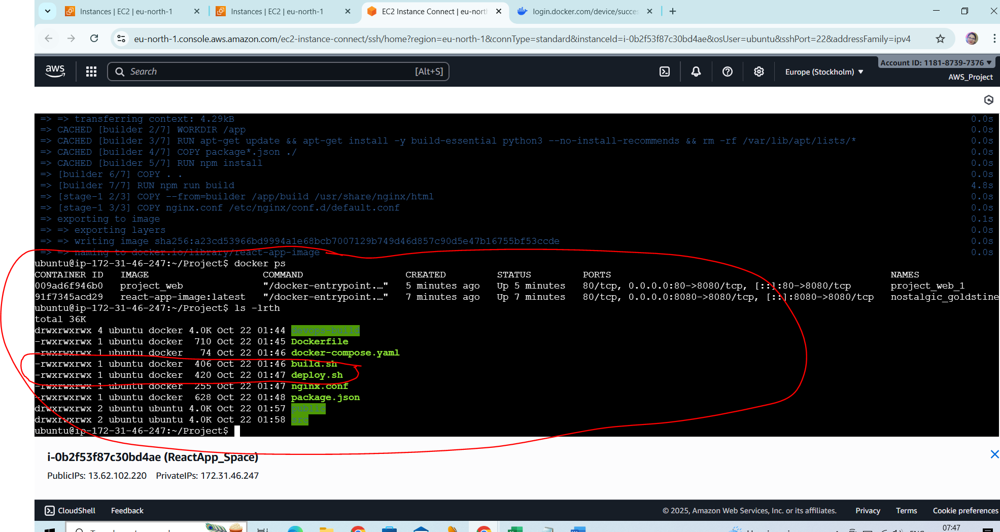 Instances | EC2 | eu-north-1
Instances | EC2 | eu-north-1
EC2 Instance Connect | eu-north
login.docker.com/device/succes
eu-north-1.console.aws.amazon.com/ec2-instance-connect/ssh/home?region=eu-north-1&connType=standard&instanceId=i-0b2f53f87c30bd4ae&osUser=ubuntu&sshPort=22&addressFamily=ipv4
aws
Search [Alt+S]
Europe (Stockholm)
Account ID: 1181-8739-7376
AWS_Project
=> => transferring context: 4.29kB 0.0s
=> CACHED [builder 2/7] WORKDIR /app 0.0s
=> CACHED [builder 3/7] RUN apt-get update && apt-get install -y build-essential python3 --no-install-recommends && rm -rf /var/lib/apt/lists/* 0.0s
=> CACHED [builder 4/7] COPY package*.json ./ 0.0s
=> CACHED [builder 5/7] RUN npm install 0.0s
=> [builder 6/7] COPY . . 0.0s
=> [builder 7/7] RUN npm run build 4.8s
=> [stage-1 2/3] COPY --from=builder /app/build /usr/share/nginx/html 0.0s
=> [stage-1 3/3] COPY nginx.conf /etc/nginx/conf.d/default.conf 0.0s
=> exporting to image 0.1s
=> => exporting layers 0.0s
=> => writing image sha256:a23cd53966bd9994a1e68bcb7007129b749d46d857c90d5e47b16755bf53ccde 0.0s
=> => naming to docker.io/library/react-app-image 0.0s
ubuntu@ip-172-31-46-247:~/Project$ docker ps
CONTAINER ID IMAGE COMMAND CREATED STATUS PORTS NAMES
009ad6f946b0 project_web "/docker-entrypoint.…" 5 minutes ago Up 5 minutes 80/tcp, 0.0.0.0:80->8080/tcp, [::]:80->8080/tcp project_web_1
91f7345acd29 react-app-image:latest "/docker-entrypoint.…" 7 minutes ago Up 7 minutes 80/tcp, 0.0.0.0:8080->8080/tcp, [::]:8080->8080/tcp nostalgic_goldstine
ubuntu@ip-172-31-46-247:~/Project$ ls -lrth
total 36K
drwxrwxrwx 4 ubuntu docker 4.0K Oct 22 01:44 devops-build
-rwxrwxrwx 1 ubuntu docker 710 Oct 22 01:45 Dockerfile
-rwxrwxrwx 1 ubuntu docker 74 Oct 22 01:46 docker-compose.yaml
-rwxrwxrwx 1 ubuntu docker 406 Oct 22 01:46 build.sh
-rwxrwxrwx 1 ubuntu docker 420 Oct 22 01:47 deploy.sh
-rwxrwxrwx 1 ubuntu docker 255 Oct 22 01:47 nginx.conf
-rwxrwxrwx 1 ubuntu docker 628 Oct 22 01:48 package.json
drwxrwxrwx 2 ubuntu ubuntu 4.0K Oct 22 01:57 public
drwxrwxrwx 2 ubuntu ubuntu 4.0K Oct 22 01:58 src
ubuntu@ip-172-31-46-247:~/Project$
i-0b2f53f87c30bd4ae (ReactApp_Space)
PublicIPs: 13.62.102.220 PrivateIPs: 172.31.46.247
CloudShell Feedback © 2025, Amazon Web Services, Inc. or its affiliates. Privacy Terms Cookie preferences
07:47